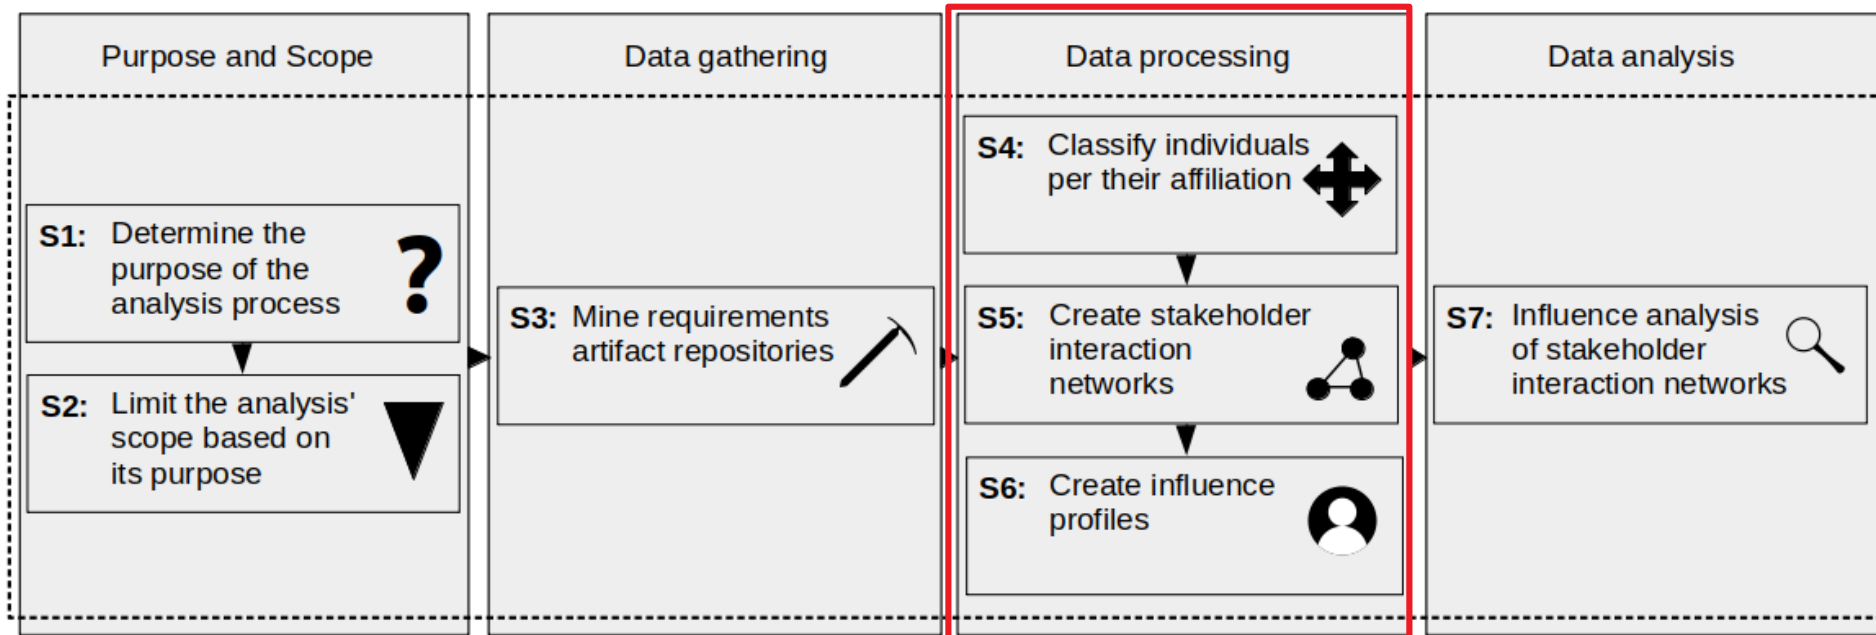 Purpose and Scope
S1: Determine the
purpose of the
analysis process
S2: Limit the analysis'
scope based on
its purpose
Data gathering
S3: Mine requirements
artifact repositories
Data processing
S4: Classify individuals
per their affiliation
S5: Create stakeholder
interaction
networks
S6: Create influence
profiles
Data analysis
S7: Influence analysis
of stakeholder
interaction networks